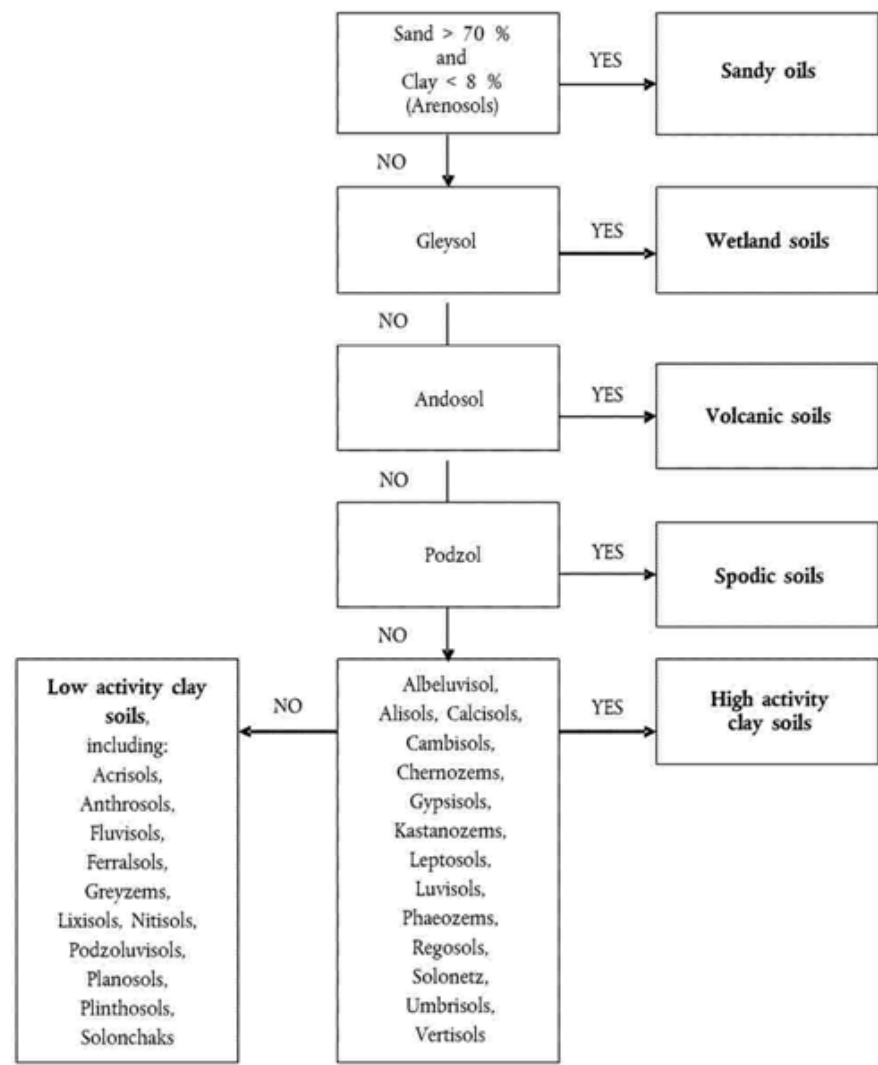 Sand > 70 %
and
Clay < 8 %
(Arenosols)
YES
Sandy oils
NO
Gleysol
YES
Wetland soils
NO
Andosol
YES
Volcanic soils
NO
Podzol
YES
Spodic soils
NO
Low activity clay
soils,
including:
Acrisols,
Anthrosols,
Fluvisols,
Ferralsols,
Greyzems,
Lixisols, Nitisols,
Podzoluvisols,
Planosols,
Plinthosols,
Solonchaks
NO
Albeluvisol,
Alisols, Calcisols,
Cambisols,
Chernozems,
Gypsisols,
Kastanozems,
Leptosols,
Luvisols,
Phaeozems,
Regosols,
Solonetz,
Umbrisols,
Vertisols
YES
High activity
clay soils